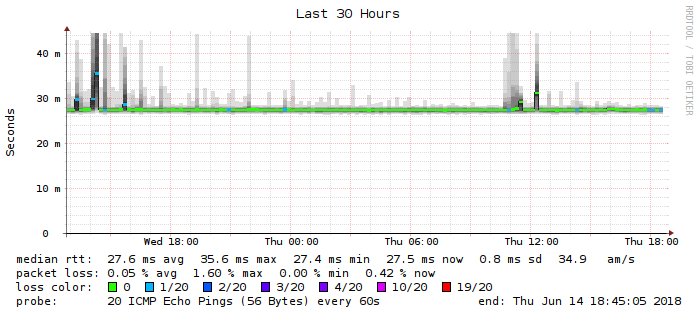 Last 30 Hours
RRDTOOL / TOBI OETIKER
Seconds
40 m
30 m
20 m
10 m
0
Wed 18:00 Thu 00:00 Thu 06:00 Thu 12:00 Thu 18:00
median rtt: 27.6 ms avg 35.6 ms max 27.4 ms min 27.5 ms now 0.8 ms sd 34.9 am/s
packet loss: 0.05 % avg 1.60 % max 0.00 % min 0.42 % now
loss color: 0 1/20 2/20 3/20 4/20 10/20 19/20
probe: 20 ICMP Echo Pings (56 Bytes) every 60s end: Thu Jun 14 18:45:05 2018